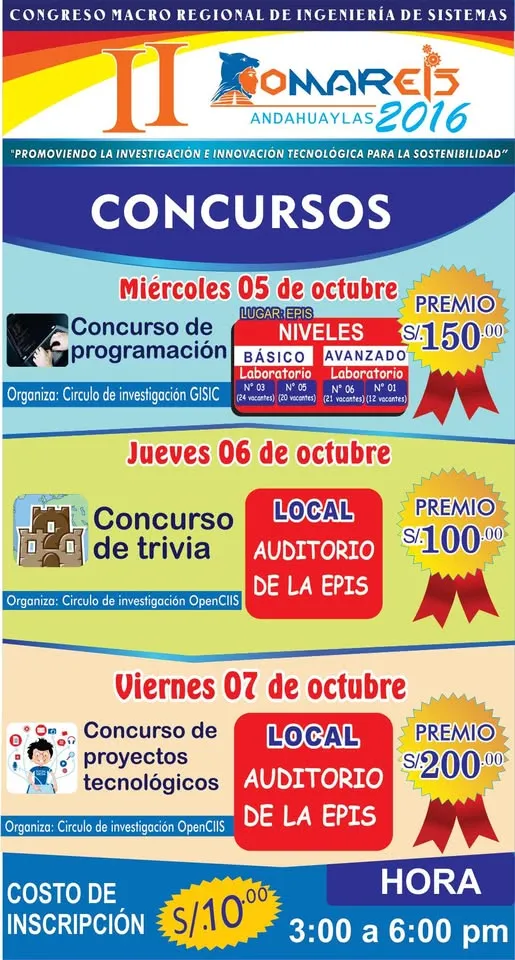 CONGRESO MACRO REGIONAL DE INGENIERÍA DE SISTEMAS
II
COMAREIS
ANDAHUAYLAS 2016
"PROMOVIENDO LA INVESTIGACIÓN E INNOVACIÓN TECNOLÓGICA PARA LA SOSTENIBILIDAD"
CONCURSOS
Miércoles 05 de octubre
Concurso de
programación
Organiza: Circulo de investigación GISIC
LUGAR: EPIS
NIVELES
BÁSICO AVANZADO
Laboratorio Laboratorio
N° 03 N° 05 N° 06 N° 01
(24 vacantes) (20 vacantes) (21 vacantes) (12 vacantes)
PREMIO
S/.150.00
Jueves 06 de octubre
Concurso
de trivia
Organiza: Circulo de investigación OpenCIIS
LOCAL
AUDITORIO
DE LA EPIS
PREMIO
S/.100.00
Viernes 07 de octubre
Concurso de
proyectos
tecnológicos
Organiza: Circulo de investigación OpenCIIS
LOCAL
AUDITORIO
DE LA EPIS
PREMIO
S/.200.00
COSTO DE
INSCRIPCIÓN
S/.10.00
HORA
3:00 a 6:00 pm